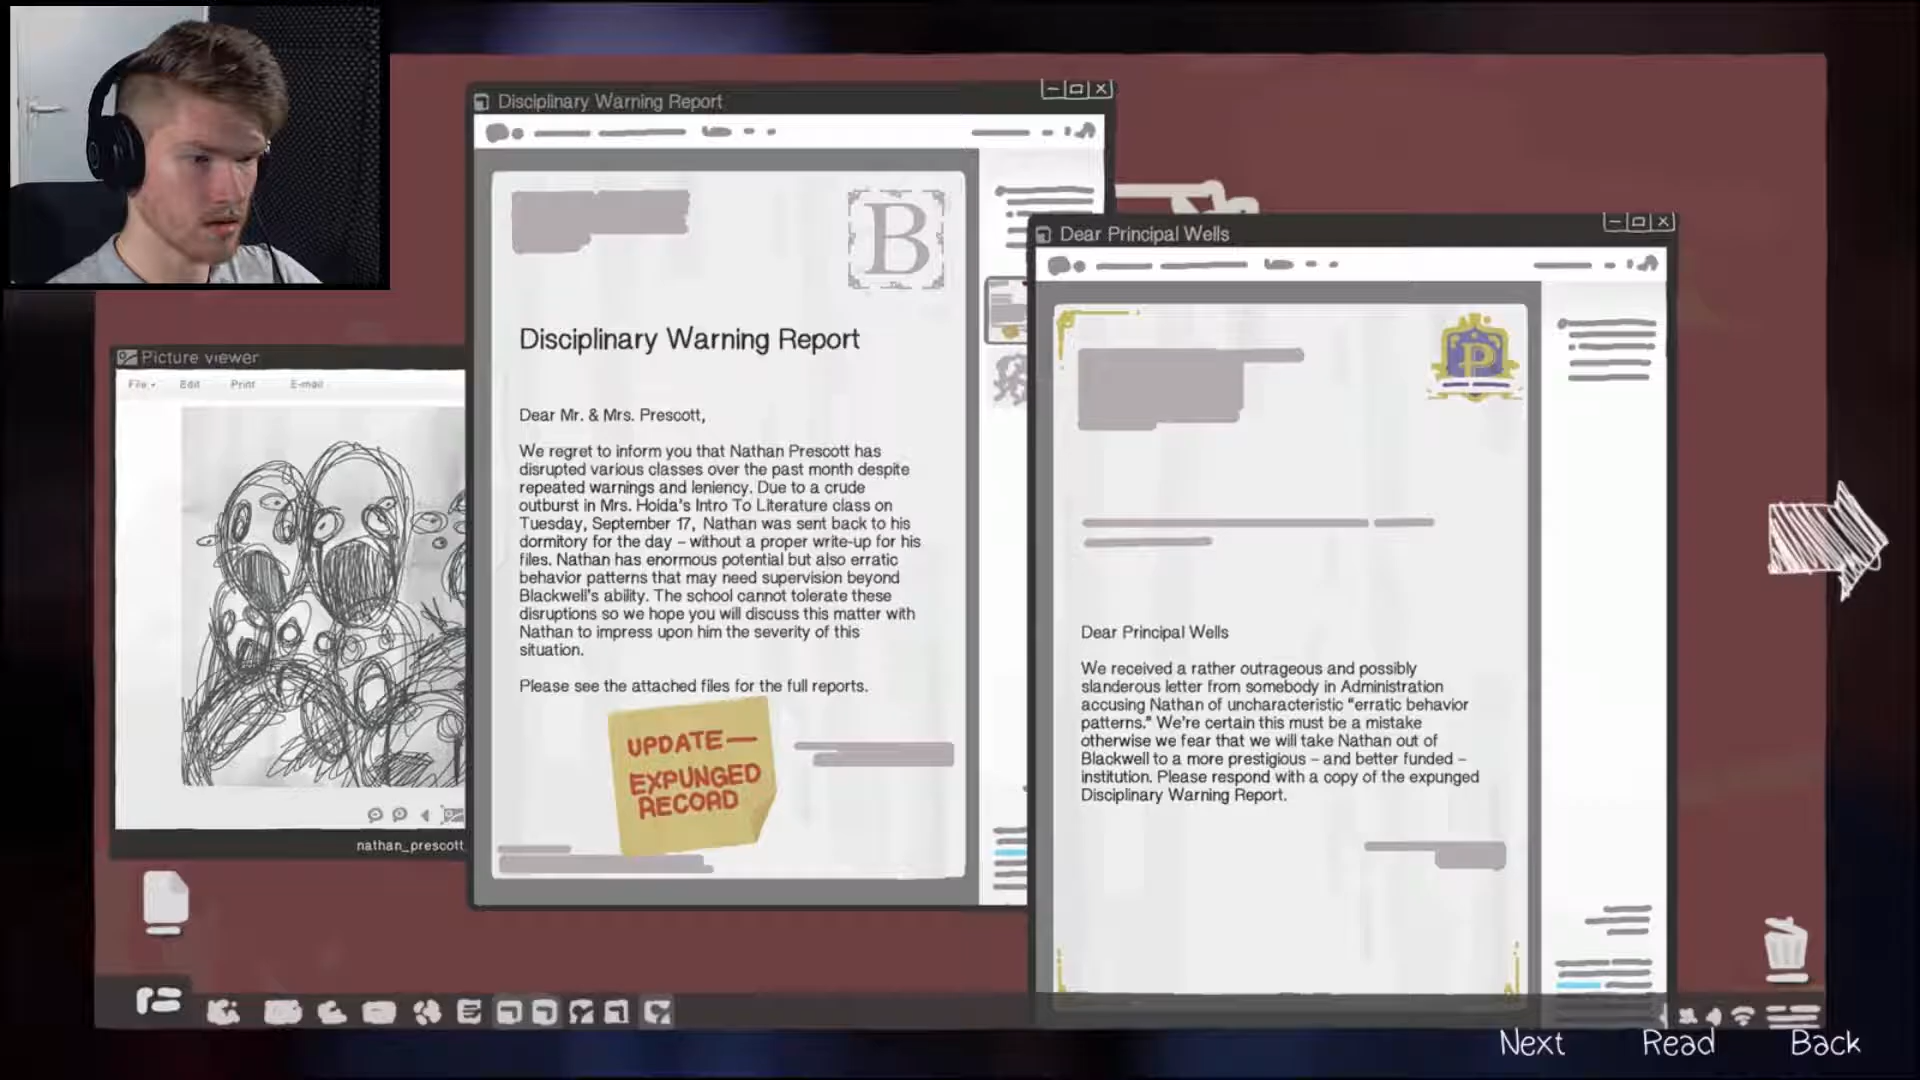 Disciplinary Warning Report
B
Disciplinary Warning Report
Dear Mr. & Mrs. Prescott,
We regret to inform you that Nathan Prescott has
disrupted various classes over the past month despite
repeated warnings and leniency. Due to a crude
outburst in Mrs. Hoida's Intro To Literature class on
Tuesday, September 17, Nathan was sent back to his
dormitory for the day – without a proper write-up for his
files. Nathan has enormous potential but also erratic
behavior patterns that may need supervision beyond
Blackwell's ability. The school cannot tolerate these
disruptions so we hope you will discuss this matter with
Nathan to impress upon him the severity of this
situation.
Please see the attached files for the full reports.
UPDATE—
EXPUNGED
RECORD
Dear Principal Wells
P
Dear Principal Wells
We received a rather outrageous and possibly
slanderous letter from somebody in Administration
accusing Nathan of uncharacteristic “erratic behavior
patterns.” We're certain this must be a mistake
otherwise we fear that we will take Nathan out of
Blackwell to a more prestigious – and better funded –
institution. Please respond with a copy of the expunged
Disciplinary Warning Report.
Picture viewer
File Edit Print E-mail
nathan_prescott
Next Read Back